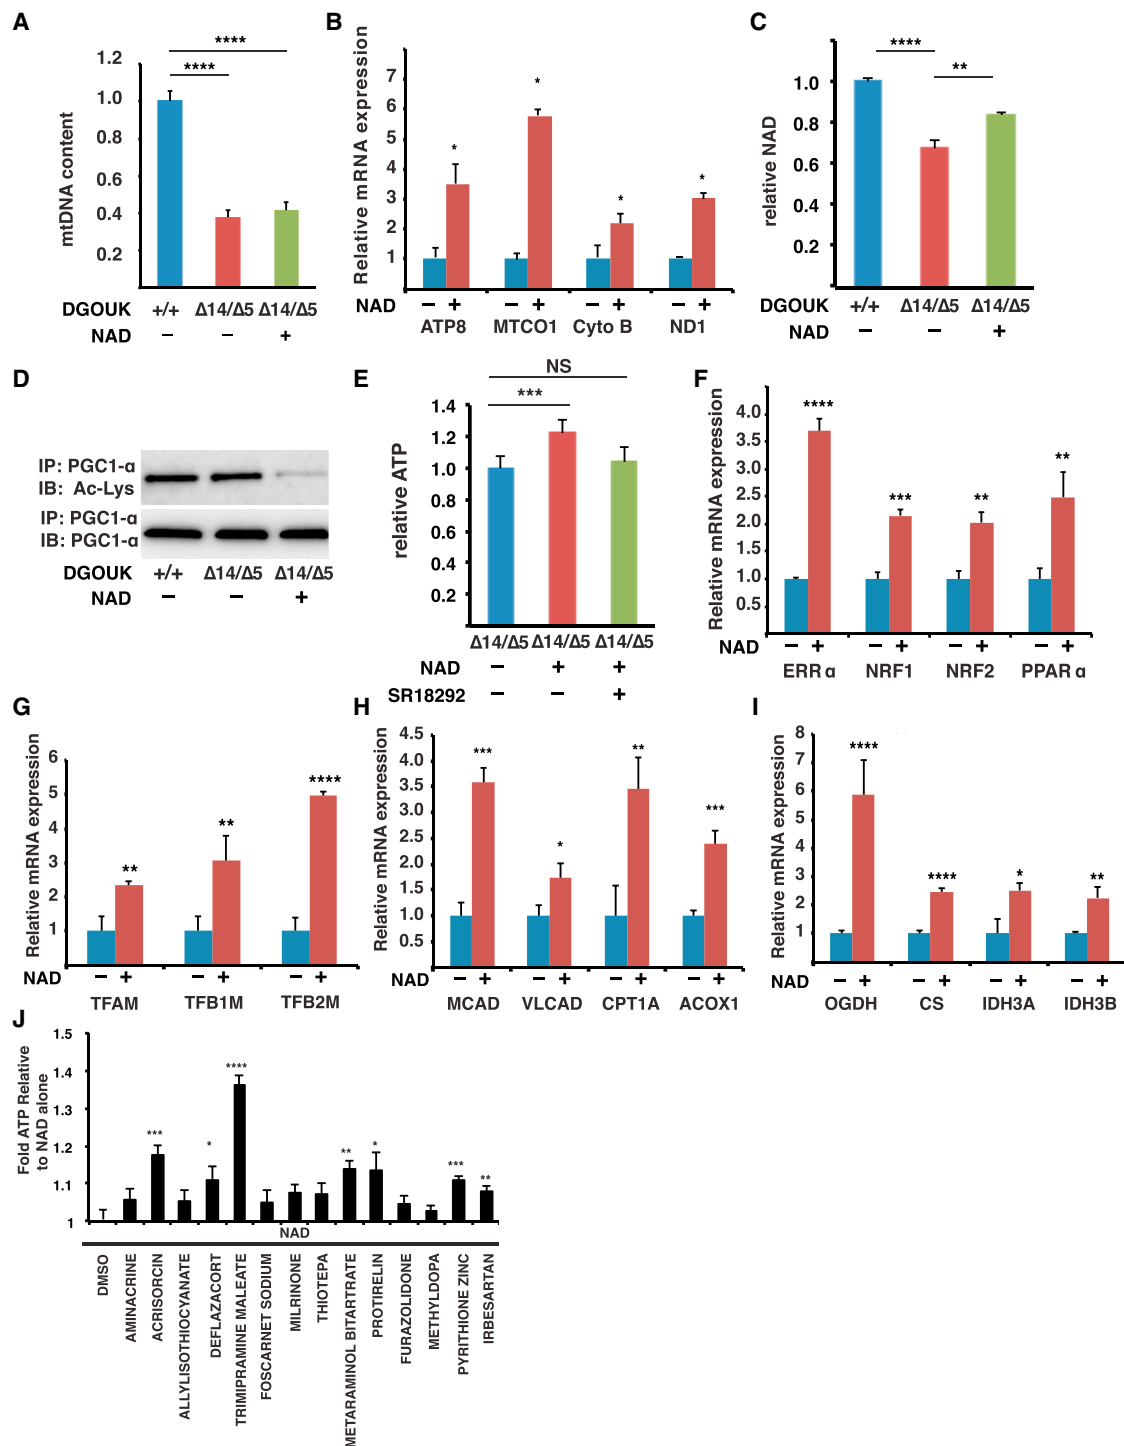 A
mtDNA content
1.2
1.0
0.8
0.6
0.4
0.2
****
****
DGOUK +/+ Δ14/Δ5 Δ14/Δ5
NAD − − +
B
Relative mRNA expression
7
6
5
4
3
2
1
* * * *
NAD − + − + − + − +
ATP8 MTCO1 Cyto B ND1
C
relative NAD
1.0
0.8
0.6
0.4
0.2
****
**
DGOUK +/+ Δ14/Δ5 Δ14/Δ5
NAD − − +
D
IP: PGC1-α
IB: Ac-Lys
IP: PGC1-α
IB: PGC1-α
DGOUK +/+ Δ14/Δ5 Δ14/Δ5
NAD − − +
E
relative ATP
1.4
1.2
1.0
0.8
0.6
0.4
0.2
NS
***
Δ14/Δ5 Δ14/Δ5 Δ14/Δ5
NAD − + +
SR18292 − − +
F
Relative mRNA expression
4.0
3.5
3.0
2.5
2.0
1.5
1.0
0.5
**** *** ** **
NAD − + − + − + − +
ERR α NRF1 NRF2 PPAR α
G
Relative mRNA expression
6
5
4
3
2
1
** ** ****
NAD − + − + − +
TFAM TFB1M TFB2M
H
Relative mRNA expression
4.5
4.0
3.5
3.0
2.5
2.0
1.5
1.0
0.5
*** * ** ***
NAD − + − + − + − +
MCAD VLCAD CPT1A ACOX1
I
Relative mRNA expression
8
7
6
5
4
3
2
1
**** **** * **
NAD − + − + − + − +
OGDH CS IDH3A IDH3B
J
Fold ATP Relative
to NAD alone
1.5
1.4
1.3
1.2
1.1
1
*** * **** ** * *** **
NAD
DMSO
AMINACRINE
ACRISORCIN
ALLYLISOTHIOCYANATE
DEFLAZACORT
TRIMIPRAMINE MALEATE
FOSCARNET SODIUM
MILRINONE
THIOTEPA
METARAMINOL BITARTRATE
PROTIRELIN
FURAZOLIDONE
METHYLDOPA
PYRITHIONE ZINC
IRBESARTAN